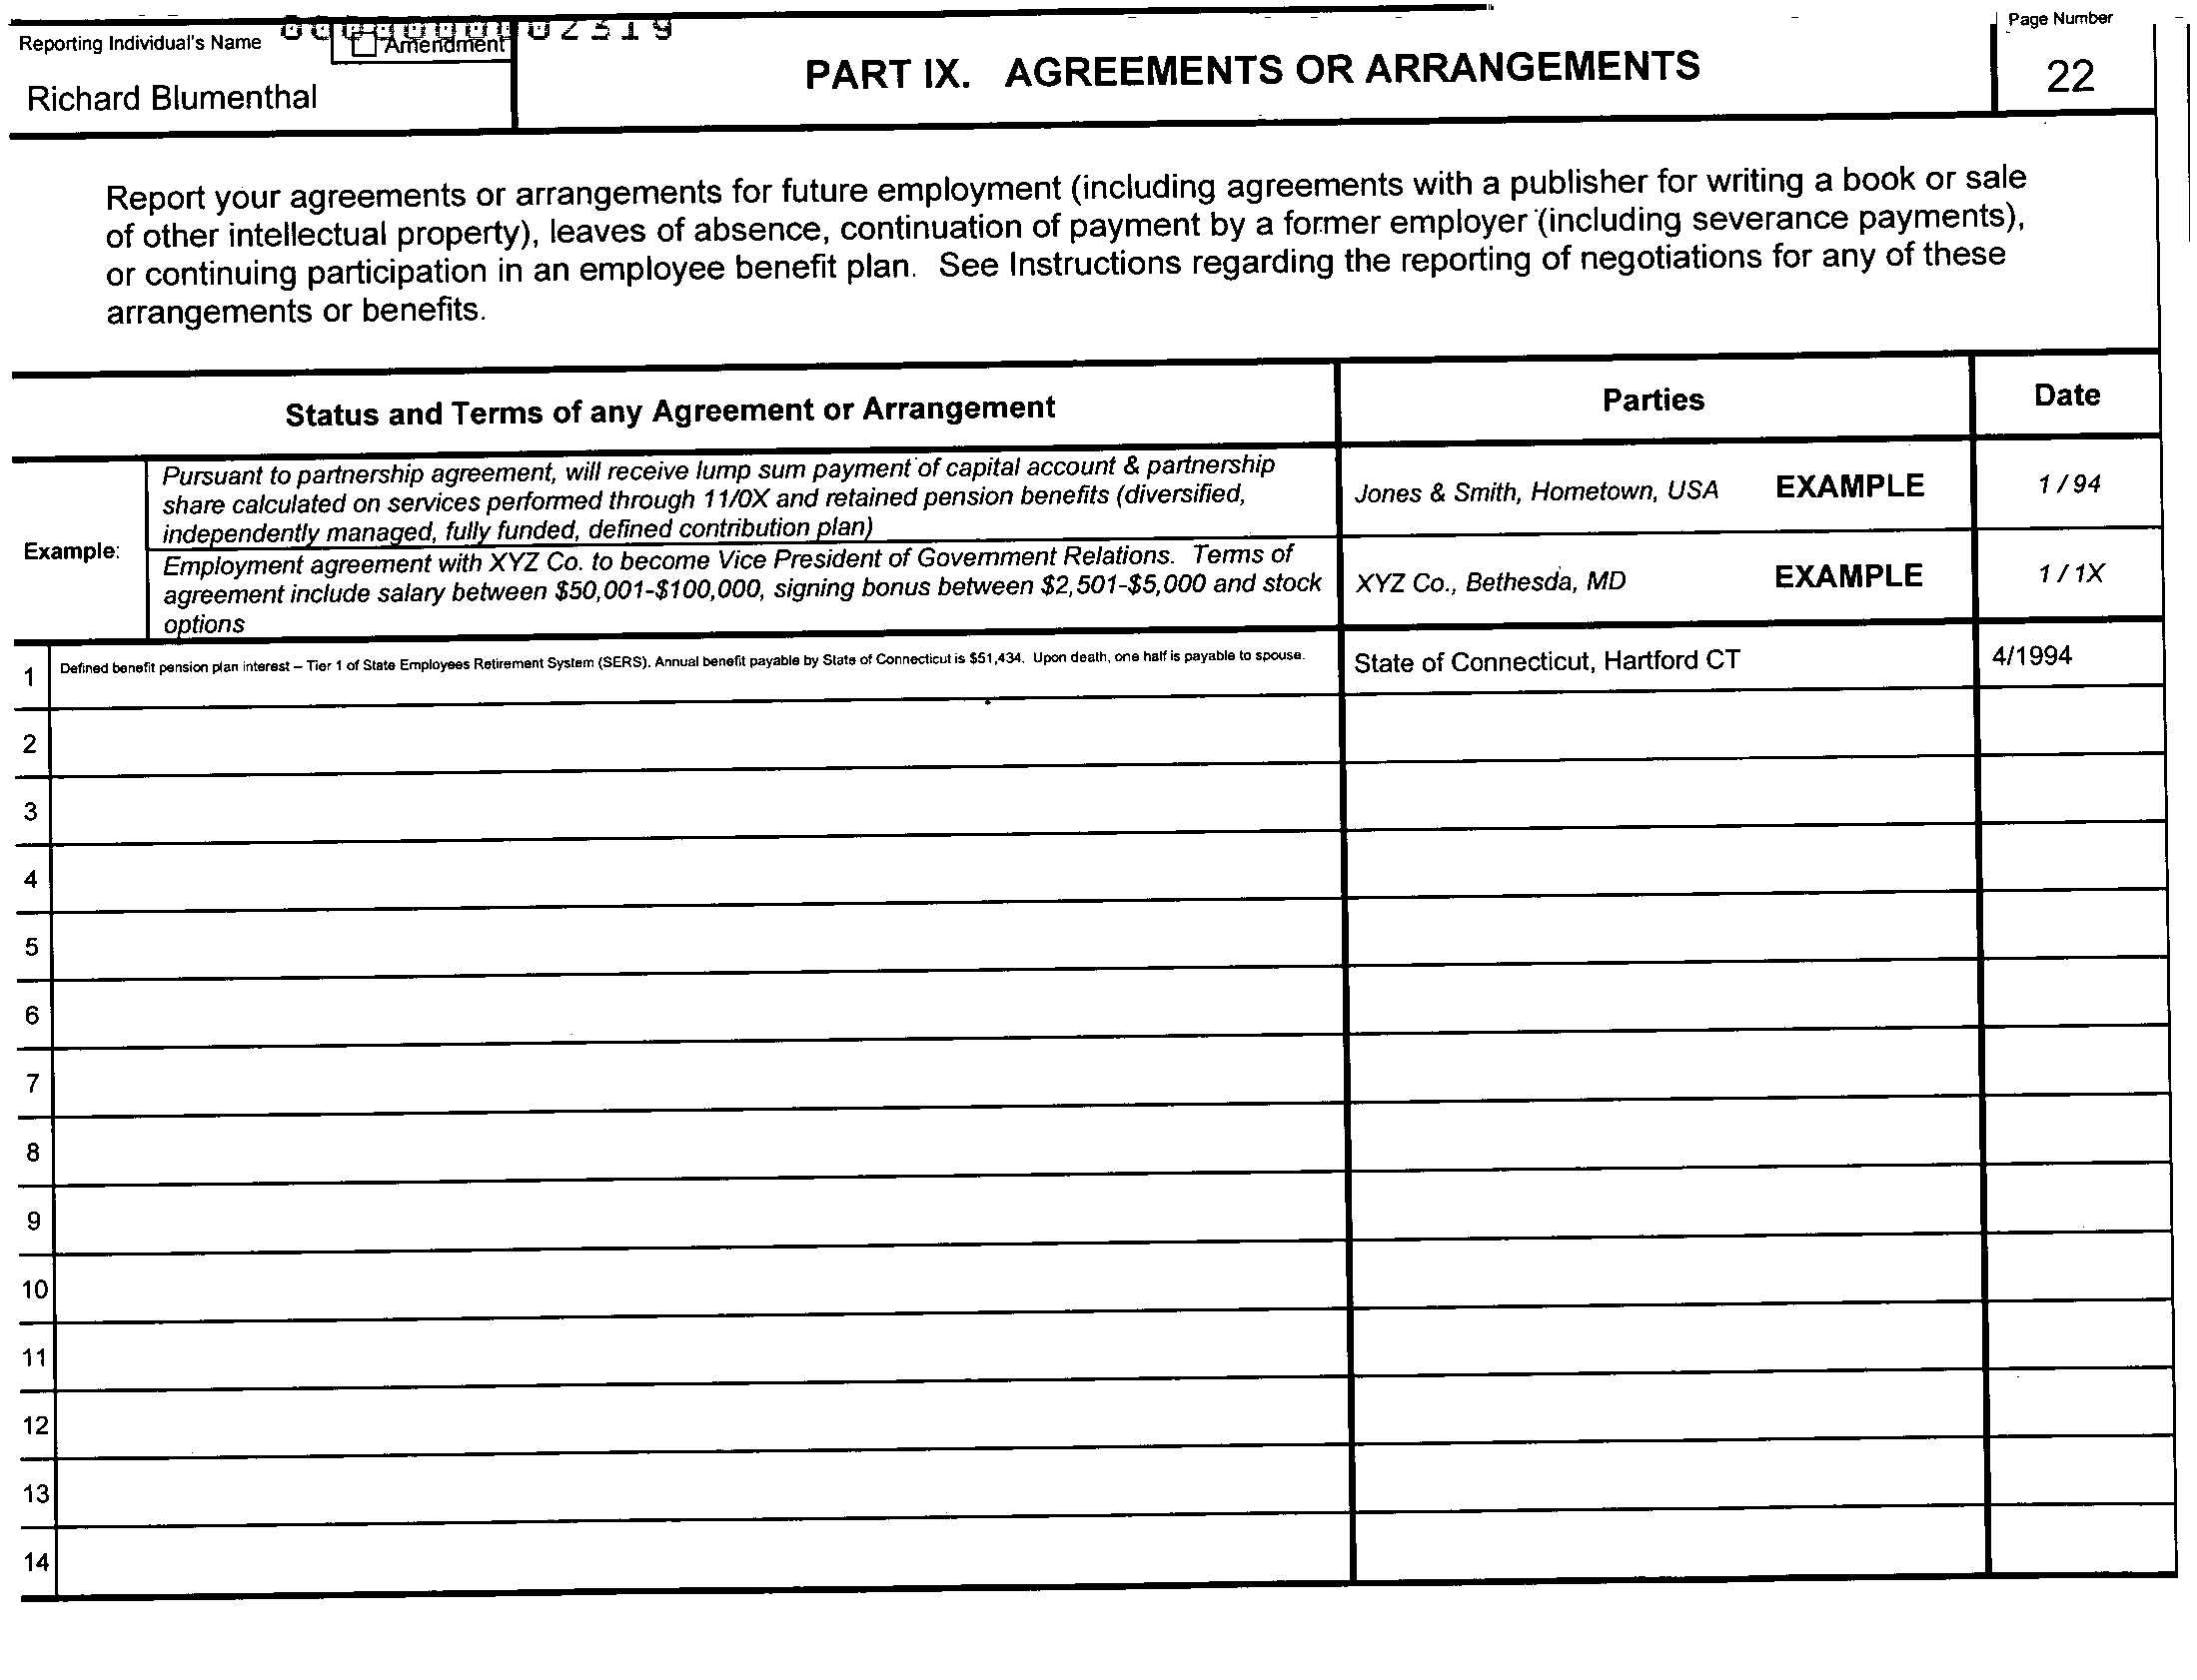 02319
Reporting Individual's Name
Amendment
Richard Blumenthal
PART IX. AGREEMENTS OR ARRANGEMENTS
Page Number
22
Report your agreements or arrangements for future employment (including agreements with a publisher for writing a book or sale
of other intellectual property), leaves of absence, continuation of payment by a former employer (including severance payments),
or continuing participation in an employee benefit plan. See Instructions regarding the reporting of negotiations for any of these
arrangements or benefits.
Status and Terms of any Agreement or Arrangement
Parties
Date
Example:
Pursuant to partnership agreement, will receive lump sum payment of capital account & partnership
share calculated on services performed through 11/0X and retained pension benefits (diversified,
independently managed, fully funded, defined contribution plan)
Jones & Smith, Hometown, USA EXAMPLE
1 / 94
Employment agreement with XYZ Co. to become Vice President of Government Relations. Terms of
agreement include salary between $50,001-$100,000, signing bonus between $2,501-$5,000 and stock
options
XYZ Co., Bethesda, MD EXAMPLE
1 / 1X
1 Defined benefit pension plan interest – Tier 1 of State Employees Retirement System (SERS). Annual benefit payable by State of Connecticut is $51,434. Upon death, one half is payable to spouse. State of Connecticut, Hartford CT 4/1994
2
3
4
5
6
7
8
9
10
11
12
13
14